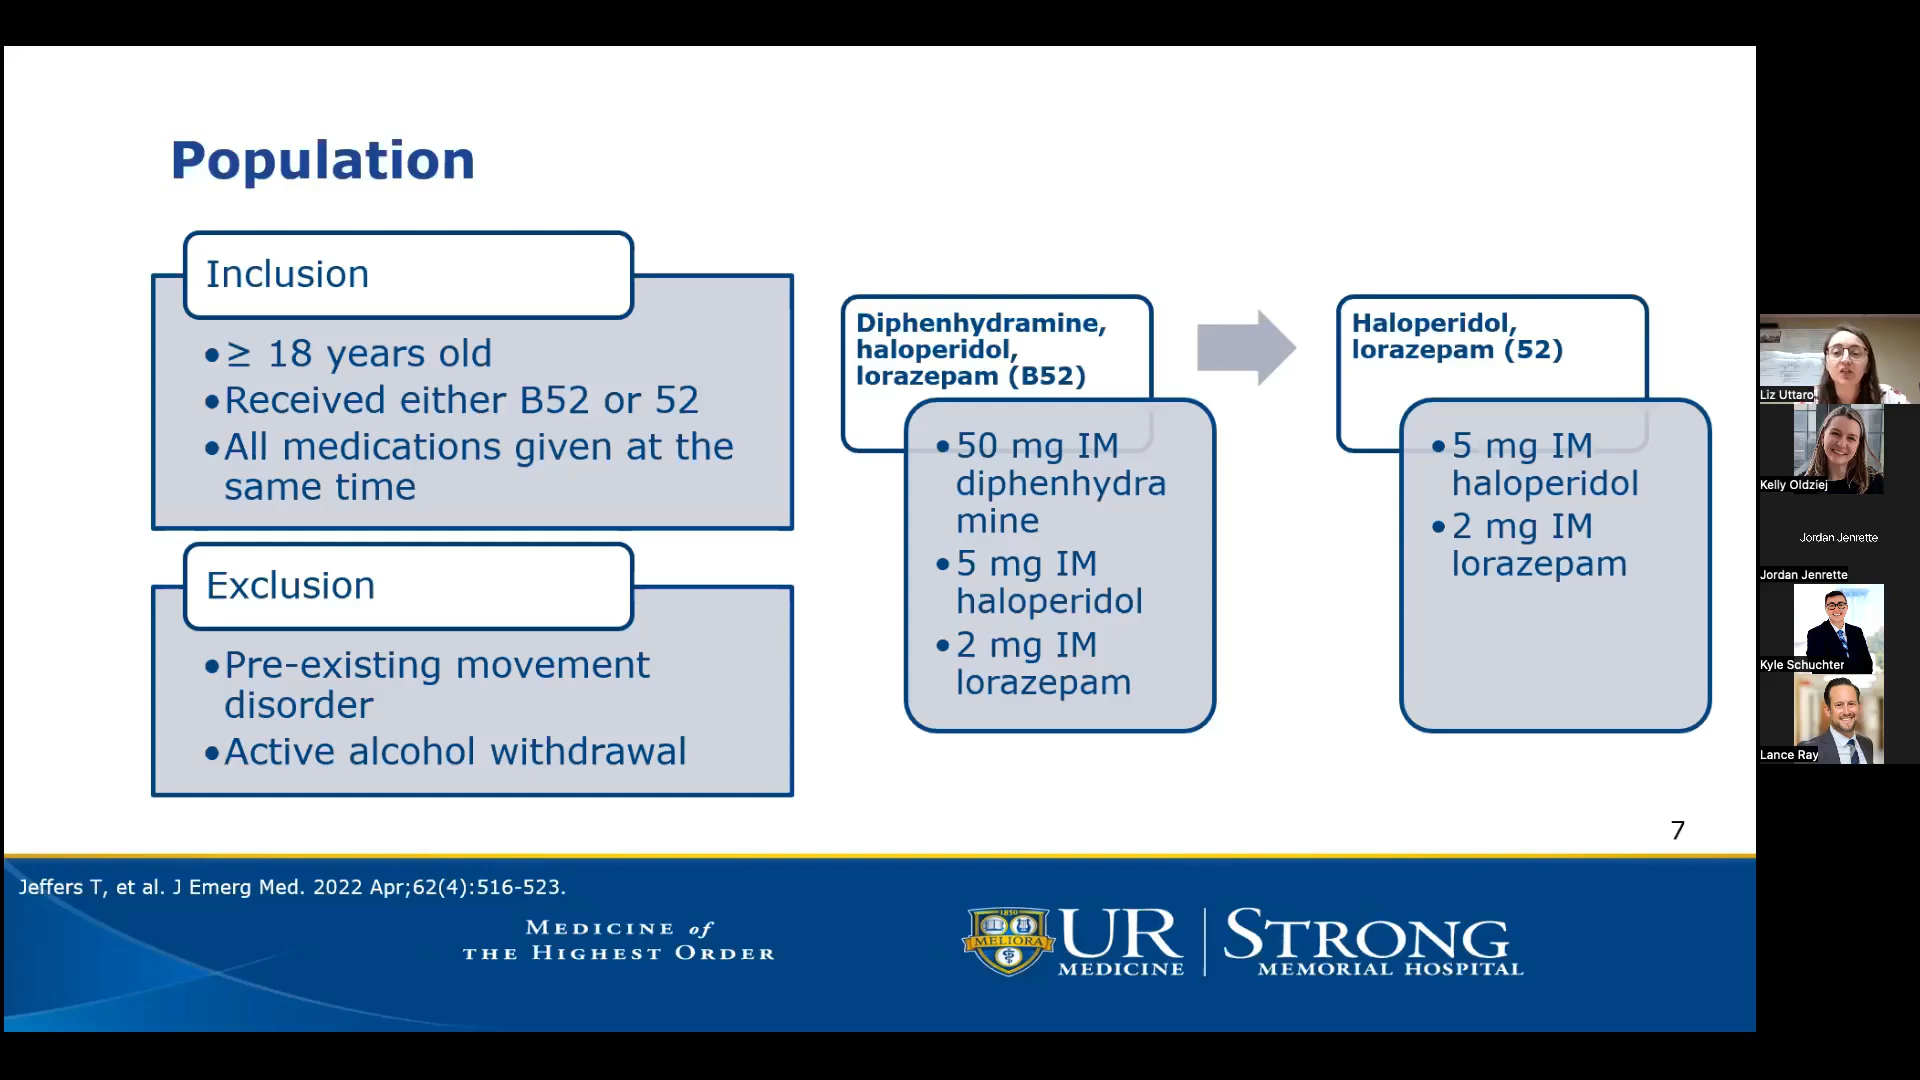 Population
Inclusion
•≥ 18 years old
•Received either B52 or 52
•All medications given at the
same time
Exclusion
•Pre-existing movement
disorder
•Active alcohol withdrawal
Diphenhydramine,
haloperidol,
lorazepam (B52)
•50 mg IM
diphenhydra
mine
•5 mg IM
haloperidol
•2 mg IM
lorazepam
Haloperidol,
lorazepam (52)
•5 mg IM
haloperidol
•2 mg IM
lorazepam
7
Jeffers T, et al. J Emerg Med. 2022 Apr;62(4):516-523.
MEDICINE of
THE HIGHEST ORDER
1850
MELIORA
UR
MEDICINE
STRONG
MEMORIAL HOSPITAL
Liz Uttaro
Kelly Oldziej
Jordan Jenrette
Jordan Jenrette
Kyle Schuchter
Lance Ray